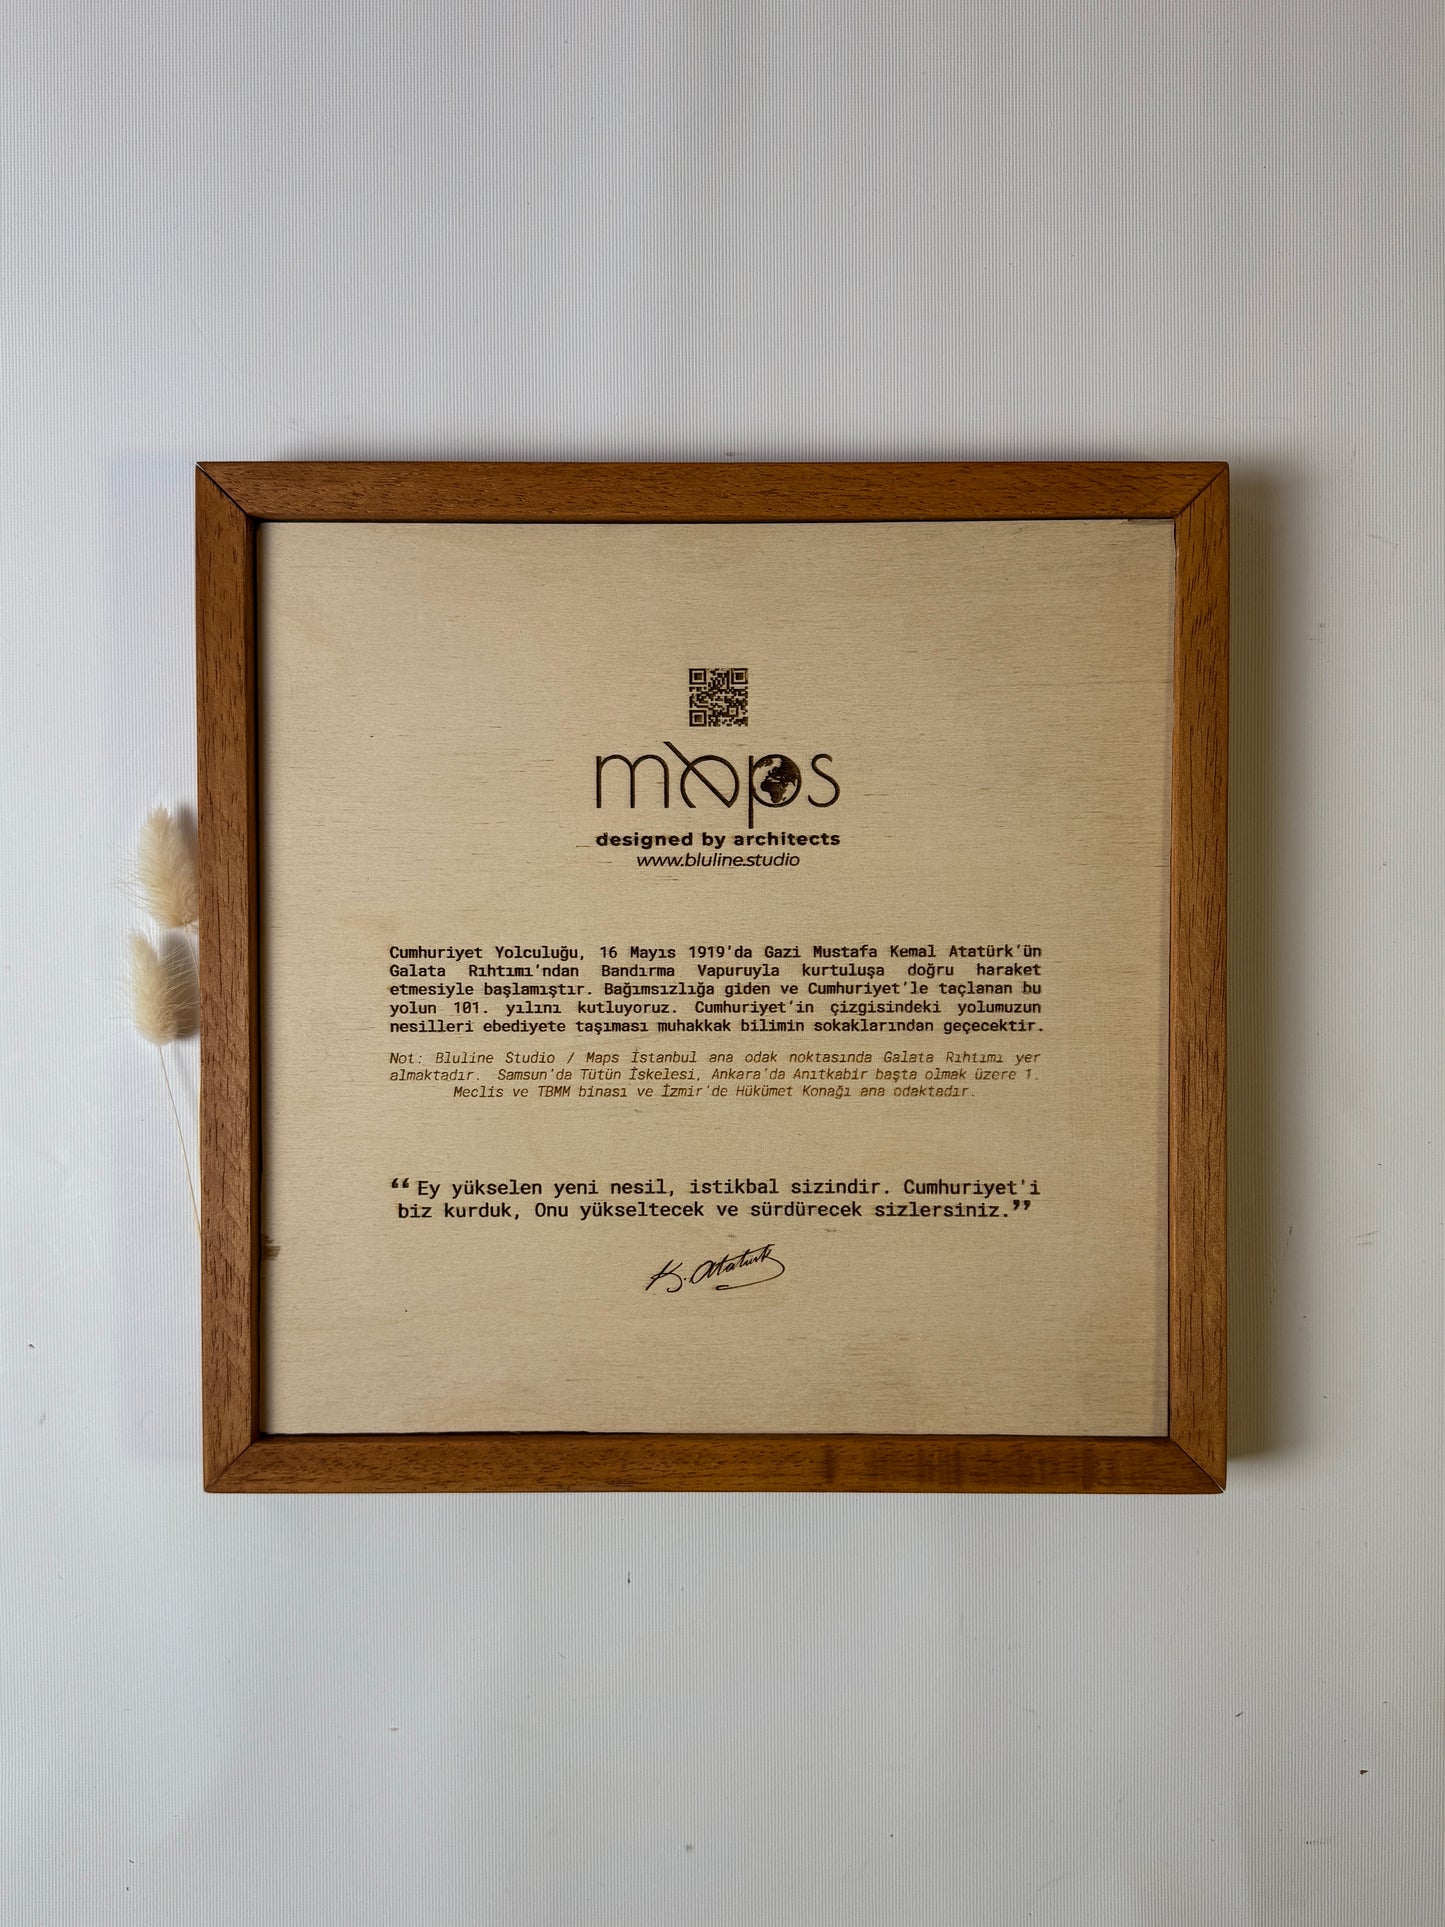 maps
designed by architects
www.bluline.studio
Cumhuriyet Yolculuğu, 16 Mayıs 1919'da Gazi Mustafa Kemal Atatürk'ün
Galata Rıhtımı'ndan Bandırma Vapuruyla kurtuluşa doğru haraket
etmesiyle başlamıştır. Bağımsızlığa giden ve Cumhuriyet'le taçlanan bu
yolun 101. yılını kutluyoruz. Cumhuriyet'in çizgisindeki yolumuzun
nesilleri ebediyete taşıması muhakkak bilimin sokaklarından geçecektir.
Not: Bluline Studio / Maps İstanbul ana odak noktasında Galata Rıhtımı yer
almaktadır. Samsun'da Tütün İskelesi, Ankara'da Anıtkabir başta olmak üzere 1.
Meclis ve TBMM binası ve İzmir'de Hükümet Konağı ana odaktadır.
“Ey yükselen yeni nesil, istikbal sizindir. Cumhuriyet'i
biz kurduk, Onu yükseltecek ve sürdürecek sizlersiniz.”
K. Atatürk